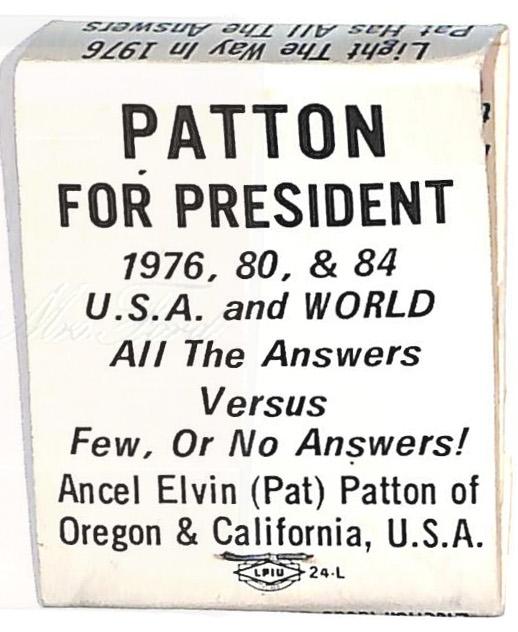 Pat Has All The Answers
Light The Way In 1976
PATTON
FOR PRESIDENT
1976, 80, & 84
U.S.A. and WORLD
All The Answers
Versus
Few, Or No Answers!
Ancel Elvin (Pat) Patton of
Oregon & California, U.S.A.
LPIU 24-L